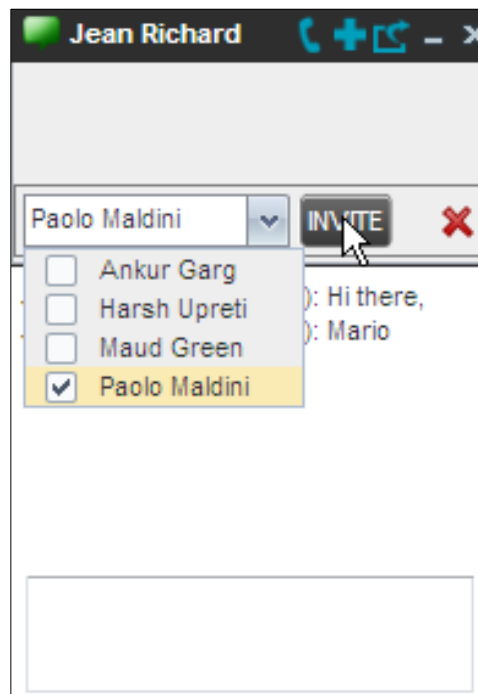 Jean Richard
Paolo Maldini INVITE
Ankur Garg
Harsh Upreti
Maud Green
Paolo Maldini
): Hi there,
): Mario